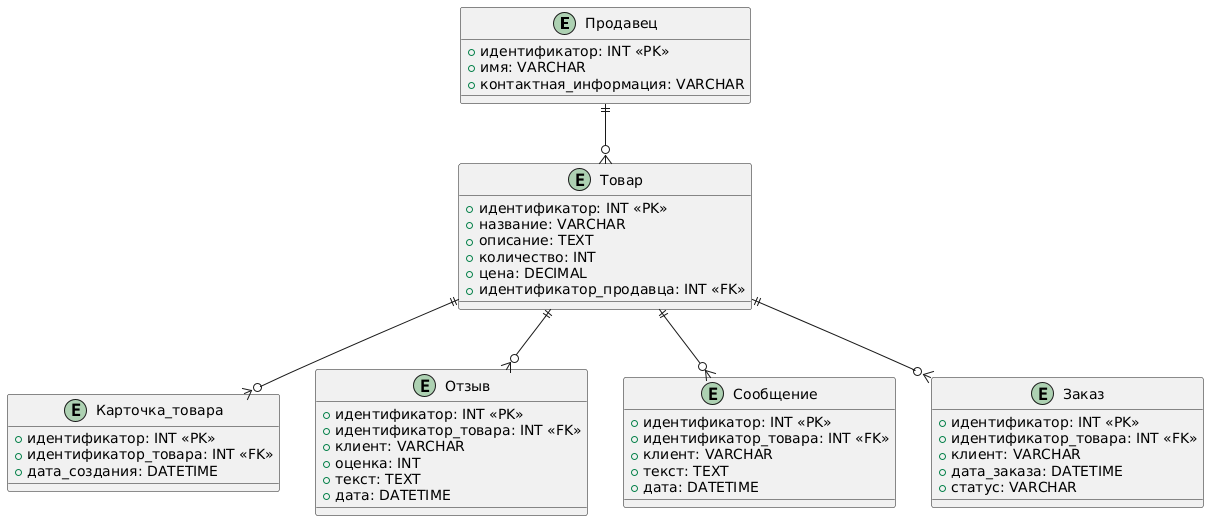 E Продавец
идентификатор: INT «PK»
имя: VARCHAR
контактная_информация: VARCHAR
E Товар
идентификатор: INT «PK»
название: VARCHAR
описание: TEXT
количество: INT
цена: DECIMAL
идентификатор_продавца: INT «FK»
E Карточка_товара
идентификатор: INT «PK»
идентификатор_товара: INT «FK»
дата_создания: DATETIME
E Отзыв
идентификатор: INT «PK»
идентификатор_товара: INT «FK»
клиент: VARCHAR
оценка: INT
текст: TEXT
дата: DATETIME
E Сообщение
идентификатор: INT «PK»
идентификатор_товара: INT «FK»
клиент: VARCHAR
текст: TEXT
дата: DATETIME
E Заказ
идентификатор: INT «PK»
идентификатор_товара: INT «FK»
клиент: VARCHAR
дата_заказа: DATETIME
статус: VARCHAR